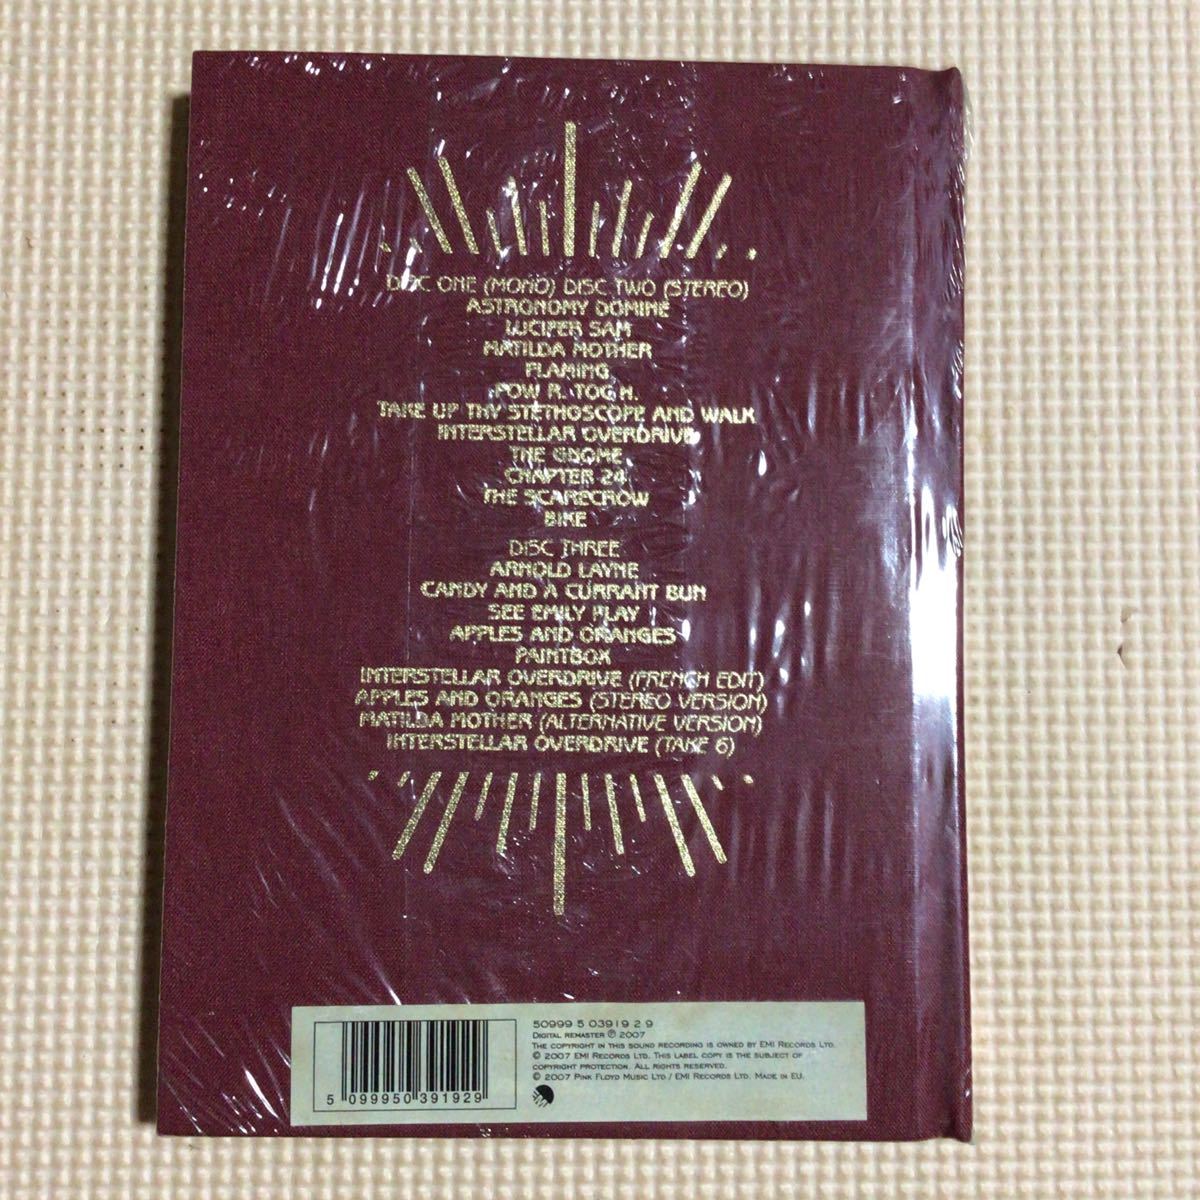 DISC ONE (MONO) DISC TWO (STEREO)
ASTRONOMY DOMINE
LUCIFER SAM
MATILDA MOTHER
FLAMING
POW R. TOC H.
TAKE UP THY STETHOSCOPE AND WALK
INTERSTELLAR OVERDRIVE
THE GNOME
CHAPTER 24
THE SCARECROW
BIKE
DISC THREE
ARNOLD LAYNE
CANDY AND A CURRANT BUN
SEE EMILY PLAY
APPLES AND ORANGES
PAINTBOX
INTERSTELLAR OVERDRIVE (FRENCH EDIT)
APPLES AND ORANGES (STEREO VERSION)
MATILDA MOTHER (ALTERNATIVE VERSION)
INTERSTELLAR OVERDRIVE (TAKE 6)
50999 5 03919 2 9
DIGITAL REMASTER ℗ 2007
THE COPYRIGHT IN THIS SOUND RECORDING IS OWNED BY EMI RECORDS LTD.
© 2007 EMI RECORDS LTD. THIS LABEL COPY IS THE SUBJECT OF
COPYRIGHT PROTECTION. ALL RIGHTS RESERVED.
© 2007 PINK FLOYD MUSIC LTD / EMI RECORDS LTD. MADE IN EU.
5 099950 391929